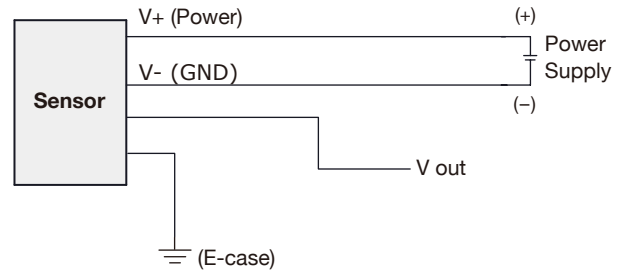 V+ (Power)
(+)
Power
Supply
V- (GND)
(–)
Sensor
V out
(E-case)